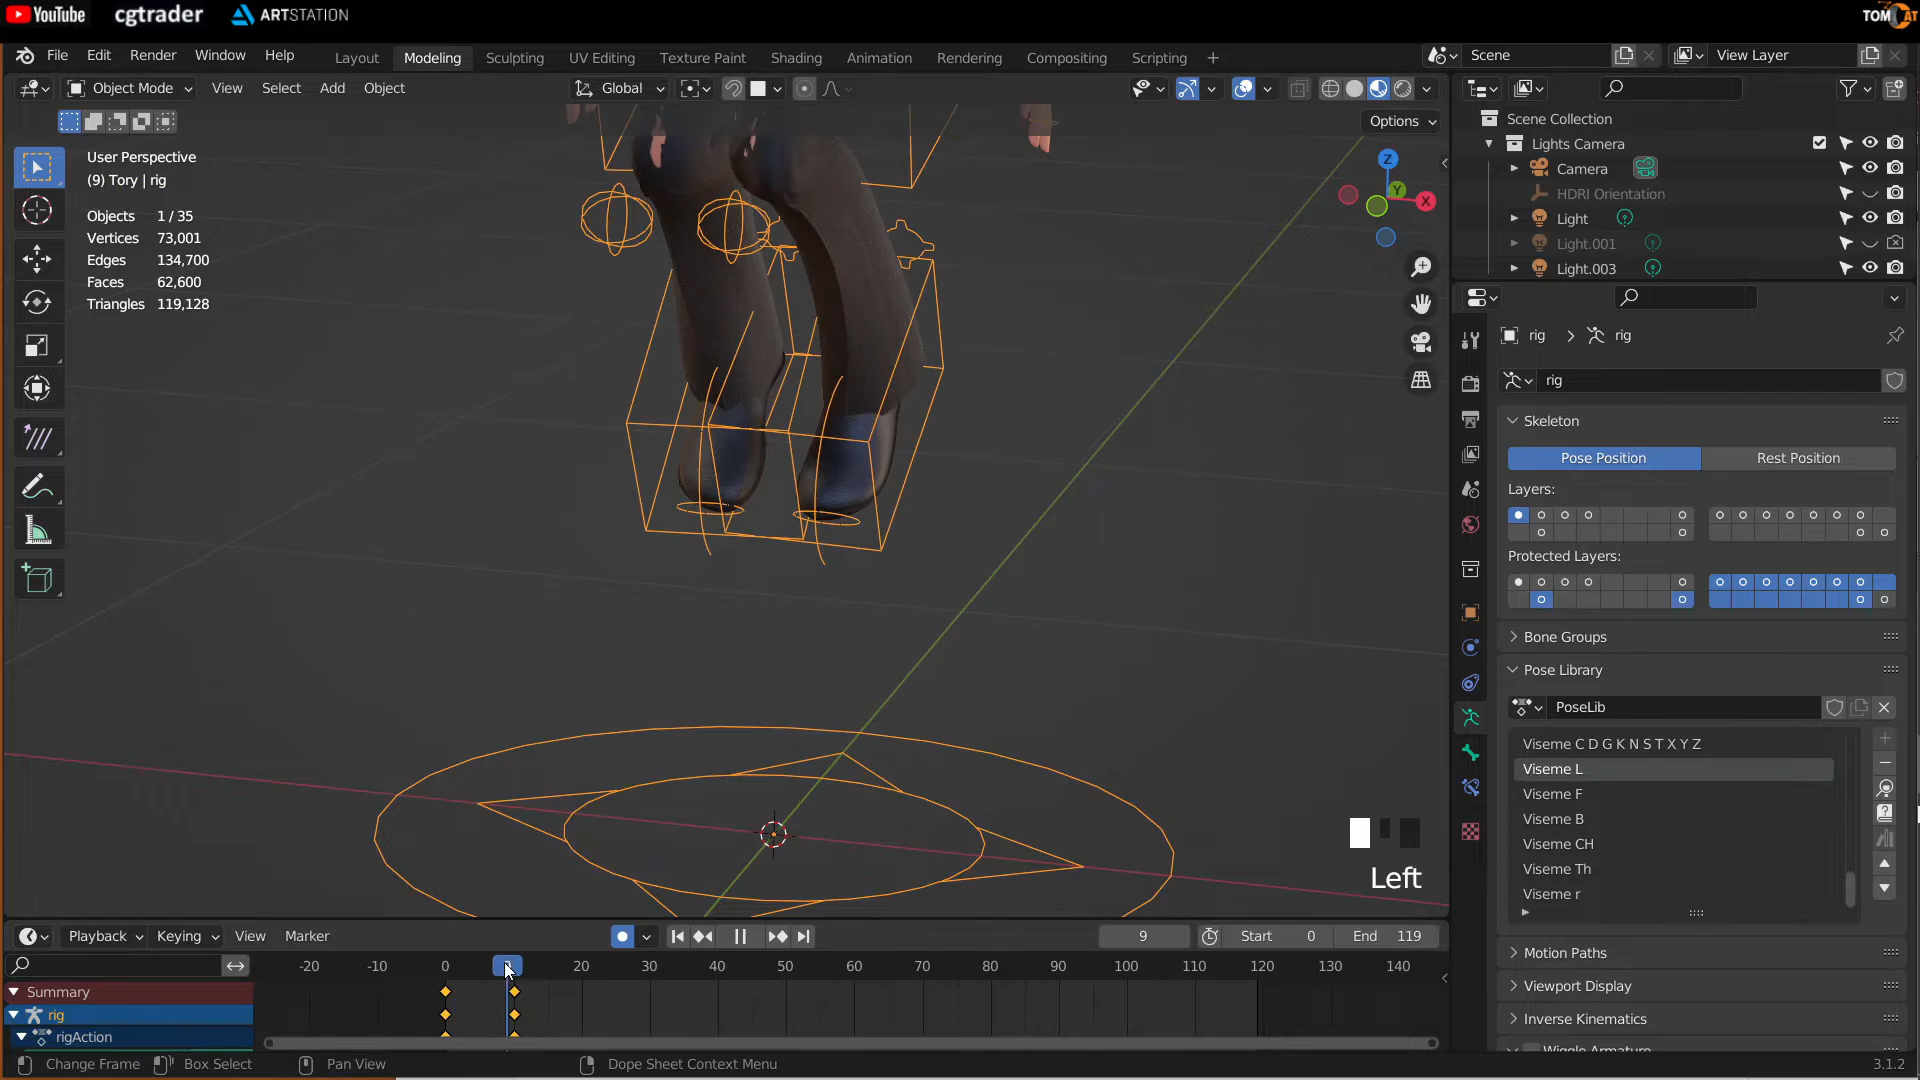 YouTube cgtrader ARTSTATION TOMCAT
File Edit Render Window Help Layout Modeling Sculpting UV Editing Texture Paint Shading Animation Rendering Compositing Scripting + Scene View Layer
Object Mode View Select Add Object Global
Options
User Perspective
(9) Tory | rig
Objects 1 / 35
Vertices 73,001
Edges 134,700
Faces 62,600
Triangles 119,128
Z
Y
X
Left
Scene Collection
Lights Camera
Camera
HDRI Orientation
Light
Light.001
Light.003
rig > rig
rig
Skeleton
Pose Position Rest Position
Layers:
Protected Layers:
Bone Groups
Pose Library
PoseLib
Viseme C D G K N S T X Y Z
Viseme L
Viseme F
Viseme B
Viseme CH
Viseme Th
Viseme r
Motion Paths
Viewport Display
Inverse Kinematics
Wiggle Armature
Playback Keying View Marker 9 Start 0 End 119
-20 -10 0 20 30 40 50 60 70 80 90 100 110 120 130 140
Summary
rig
rigAction
Change Frame Box Select Pan View Dope Sheet Context Menu 3.1.2